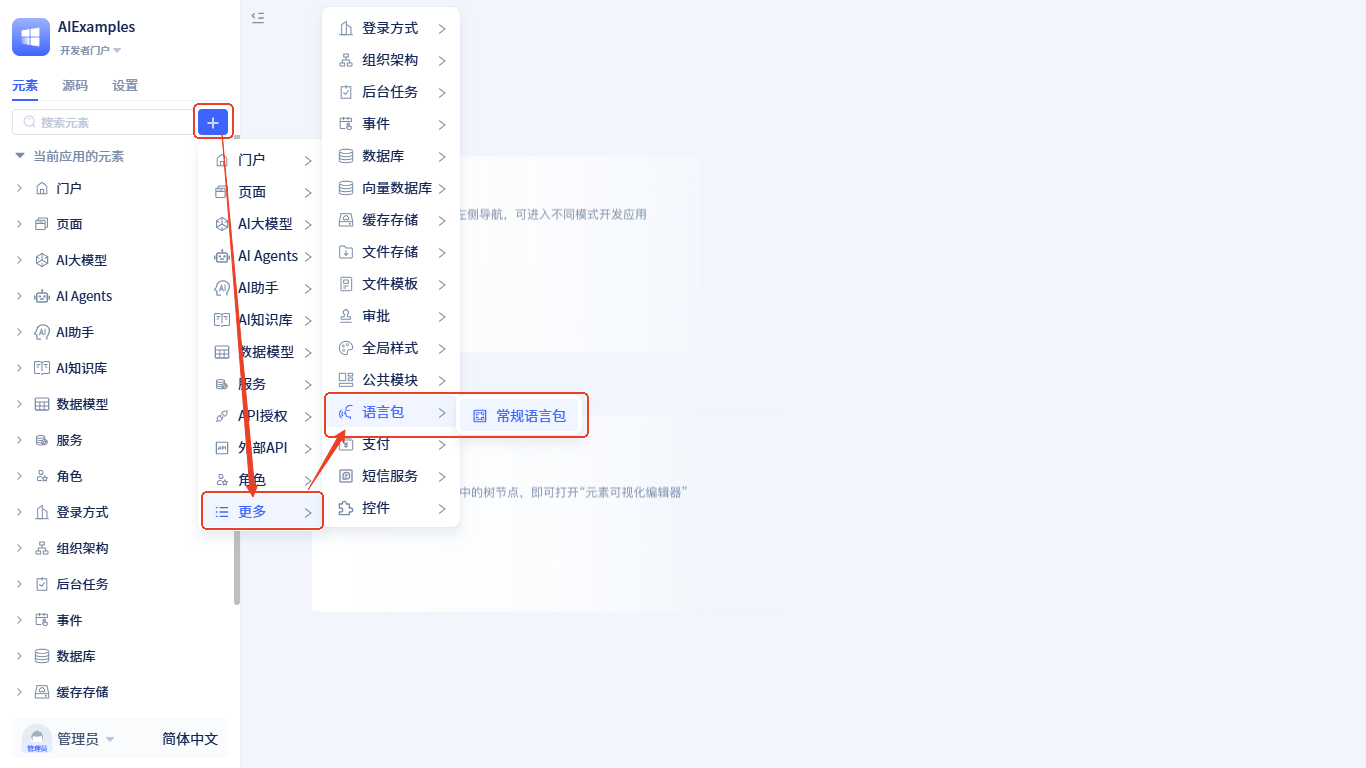 AIExamples
开发者门户
元素 源码 设置
搜索元素
当前应用的元素
门户
页面
AI大模型
AI Agents
AI助手
AI知识库
数据模型
服务
角色
登录方式
组织架构
后台任务
事件
数据库
缓存存储
管理员
管理员
简体中文
门户
页面
AI大模型
AI Agents
AI助手
AI知识库
数据模型
服务
API授权
外部API
角色
更多
登录方式
组织架构
后台任务
事件
数据库
向量数据库
缓存存储
文件存储
文件模板
审批
全局样式
公共模块
语言包
支付
短信服务
控件
常规语言包
左侧导航，可进入不同模式开发应用
中的树节点，即可打开“元素可视化编辑器”